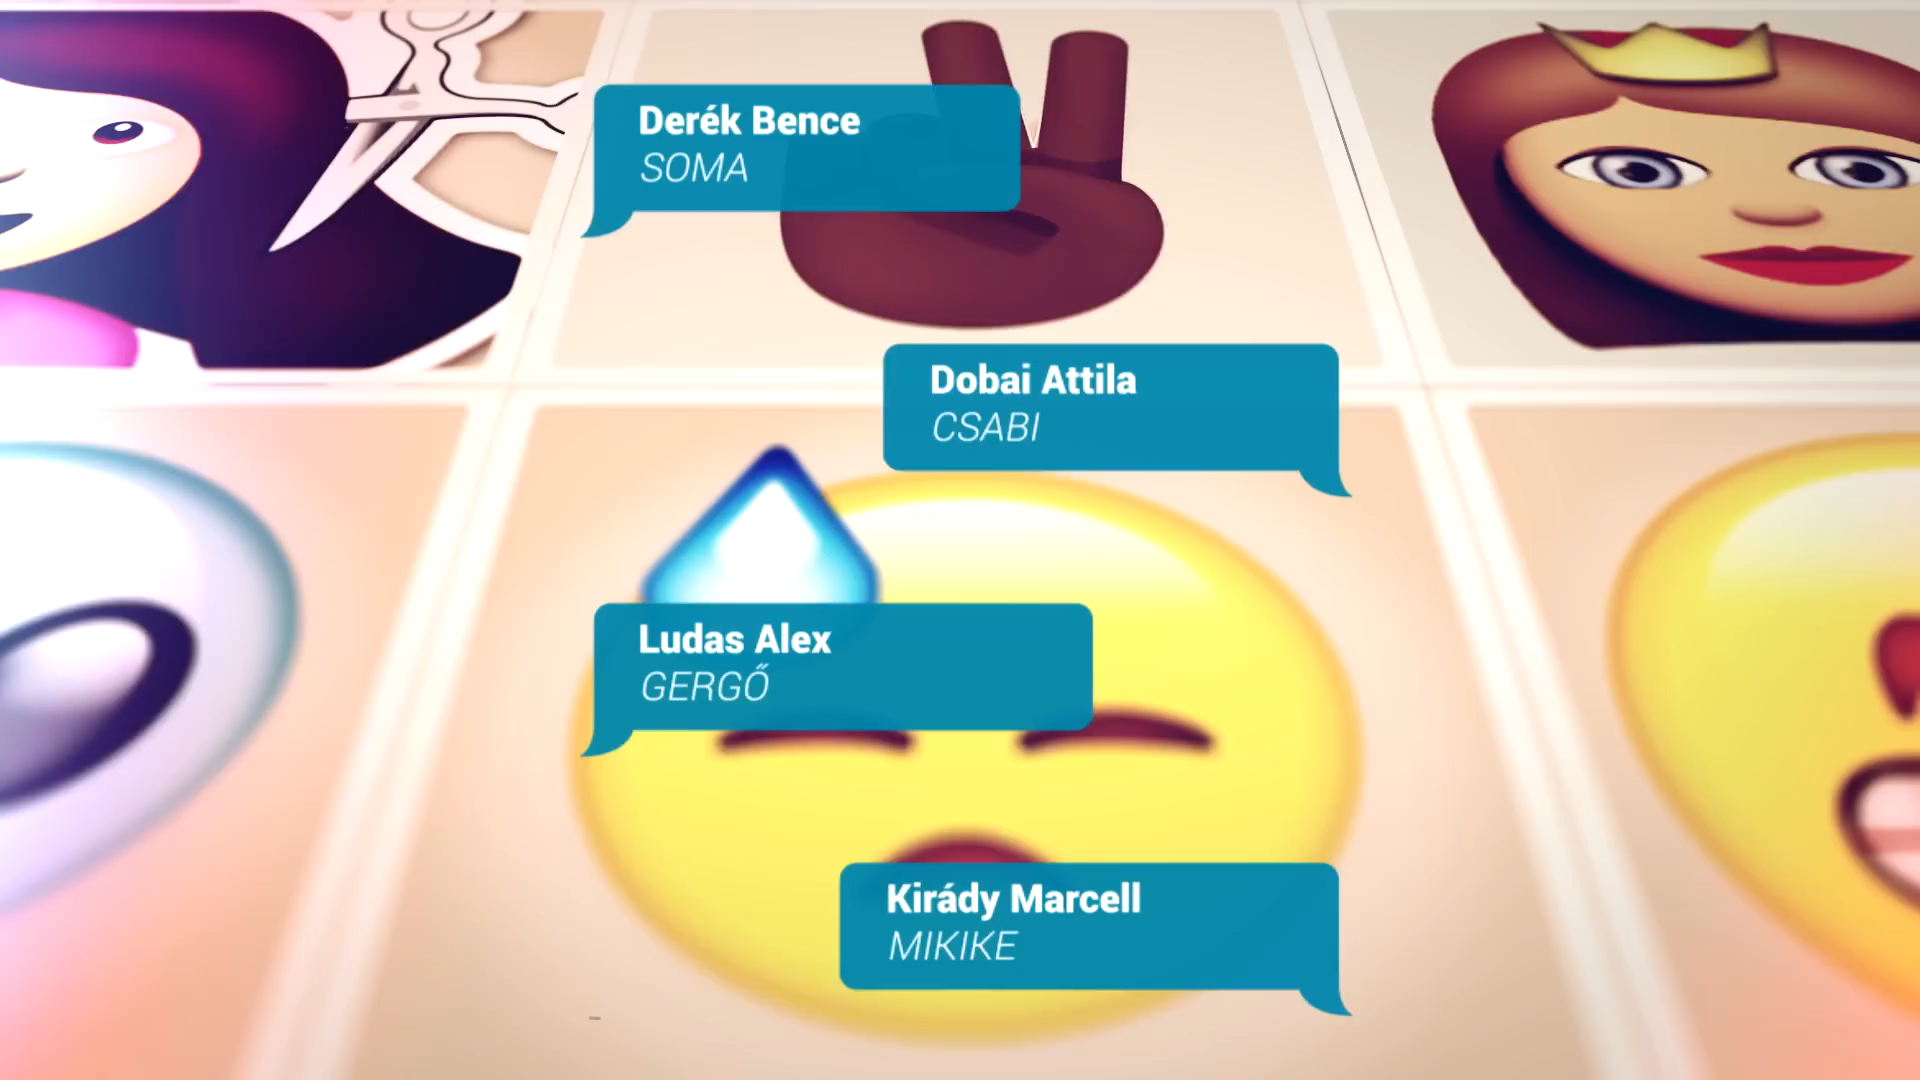 Derék Bence
SOMA
Dobai Attila
CSABI
Ludas Alex
GERGŐ
Kirády Marcell
MIKIKE